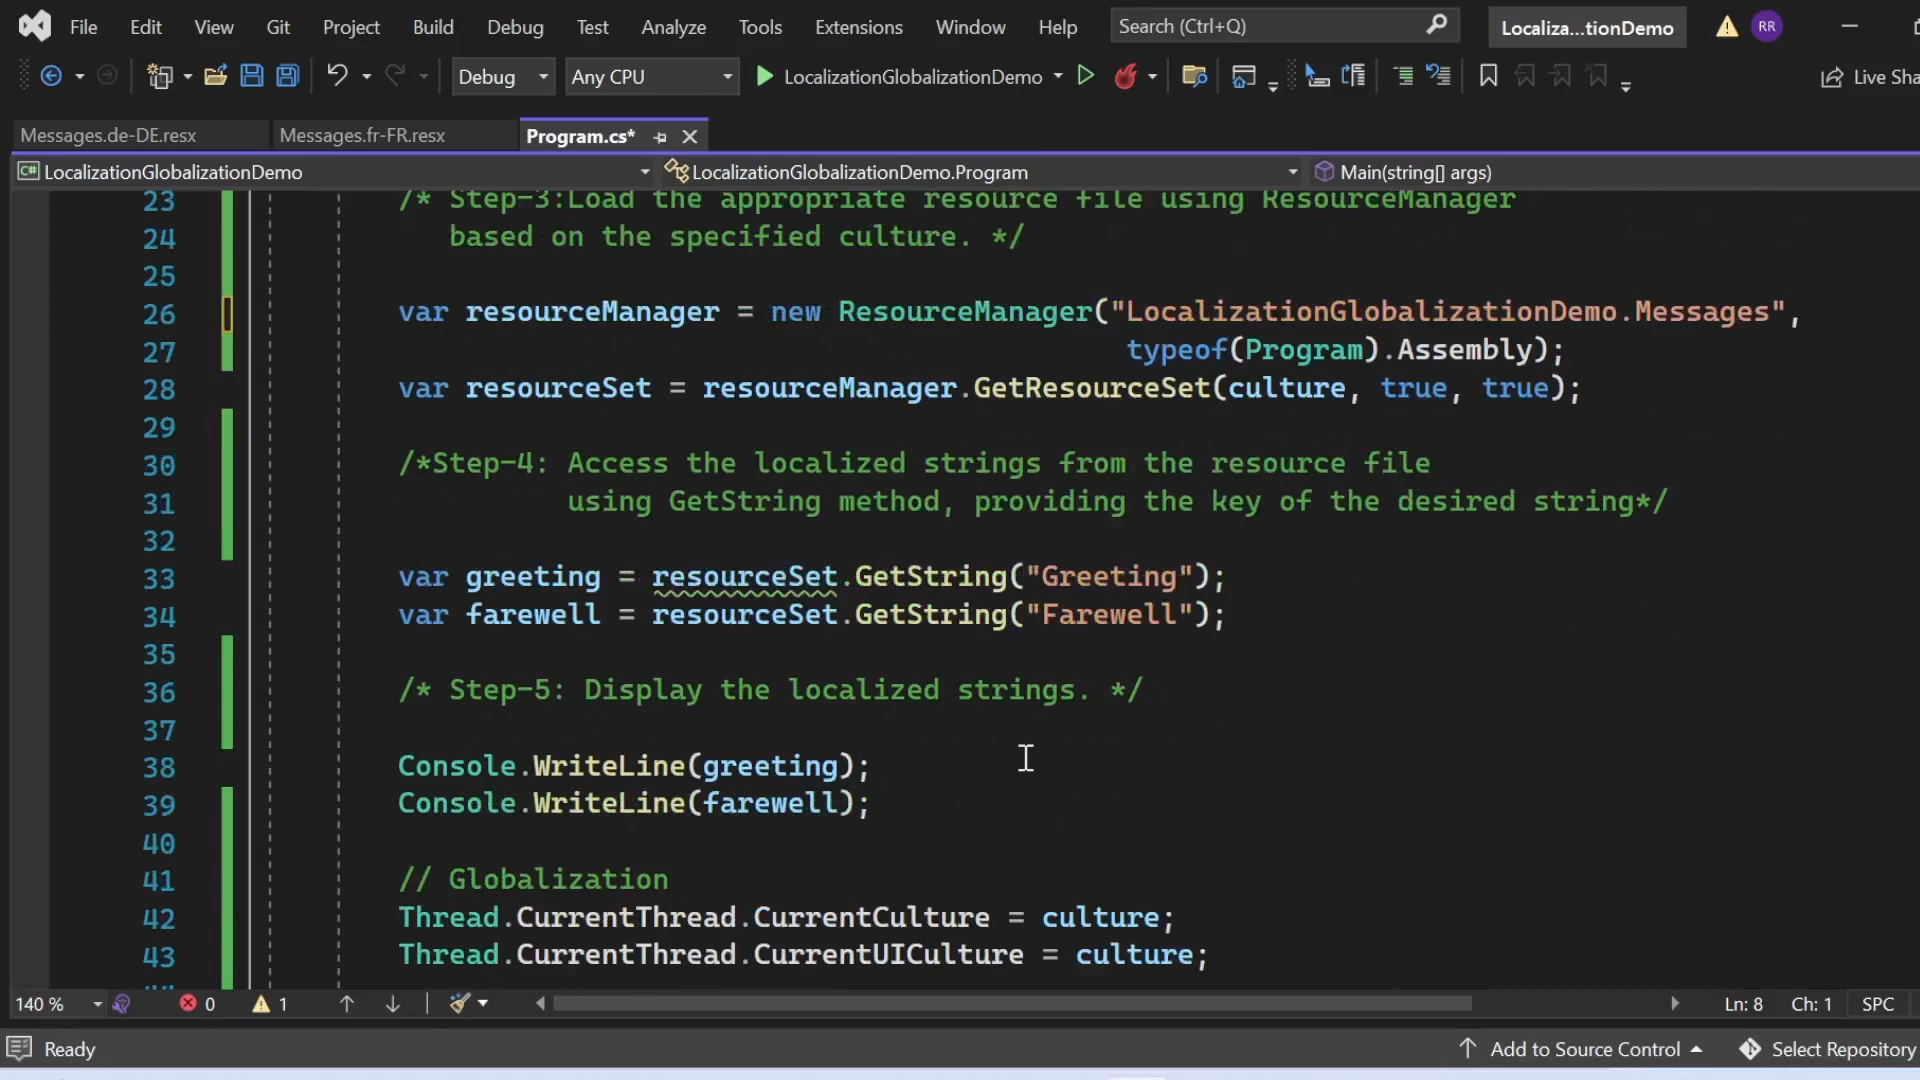 File Edit View Git Project Build Debug Test Analyze Tools Extensions Window Help Search (Ctrl+Q) Localiza...tionDemo RR
Debug Any CPU LocalizationGlobalizationDemo Live Sha
Messages.de-DE.resx Messages.fr-FR.resx Program.cs*
C# LocalizationGlobalizationDemo LocalizationGlobalizationDemo.Program Main(string[] args)
23 /* Step-3:Load the appropriate resource file using ResourceManager
24 based on the specified culture. */
25
26 var resourceManager = new ResourceManager("LocalizationGlobalizationDemo.Messages",
27 typeof(Program).Assembly);
28 var resourceSet = resourceManager.GetResourceSet(culture, true, true);
29
30 /*Step-4: Access the localized strings from the resource file
31 using GetString method, providing the key of the desired string*/
32
33 var greeting = resourceSet.GetString("Greeting");
34 var farewell = resourceSet.GetString("Farewell");
35
36 /* Step-5: Display the localized strings. */
37
38 Console.WriteLine(greeting);
39 Console.WriteLine(farewell);
40
41 // Globalization
42 Thread.CurrentThread.CurrentCulture = culture;
43 Thread.CurrentThread.CurrentUICulture = culture;
140 % 0 1 Ln: 8 Ch: 1 SPC
Ready Add to Source Control Select Repository